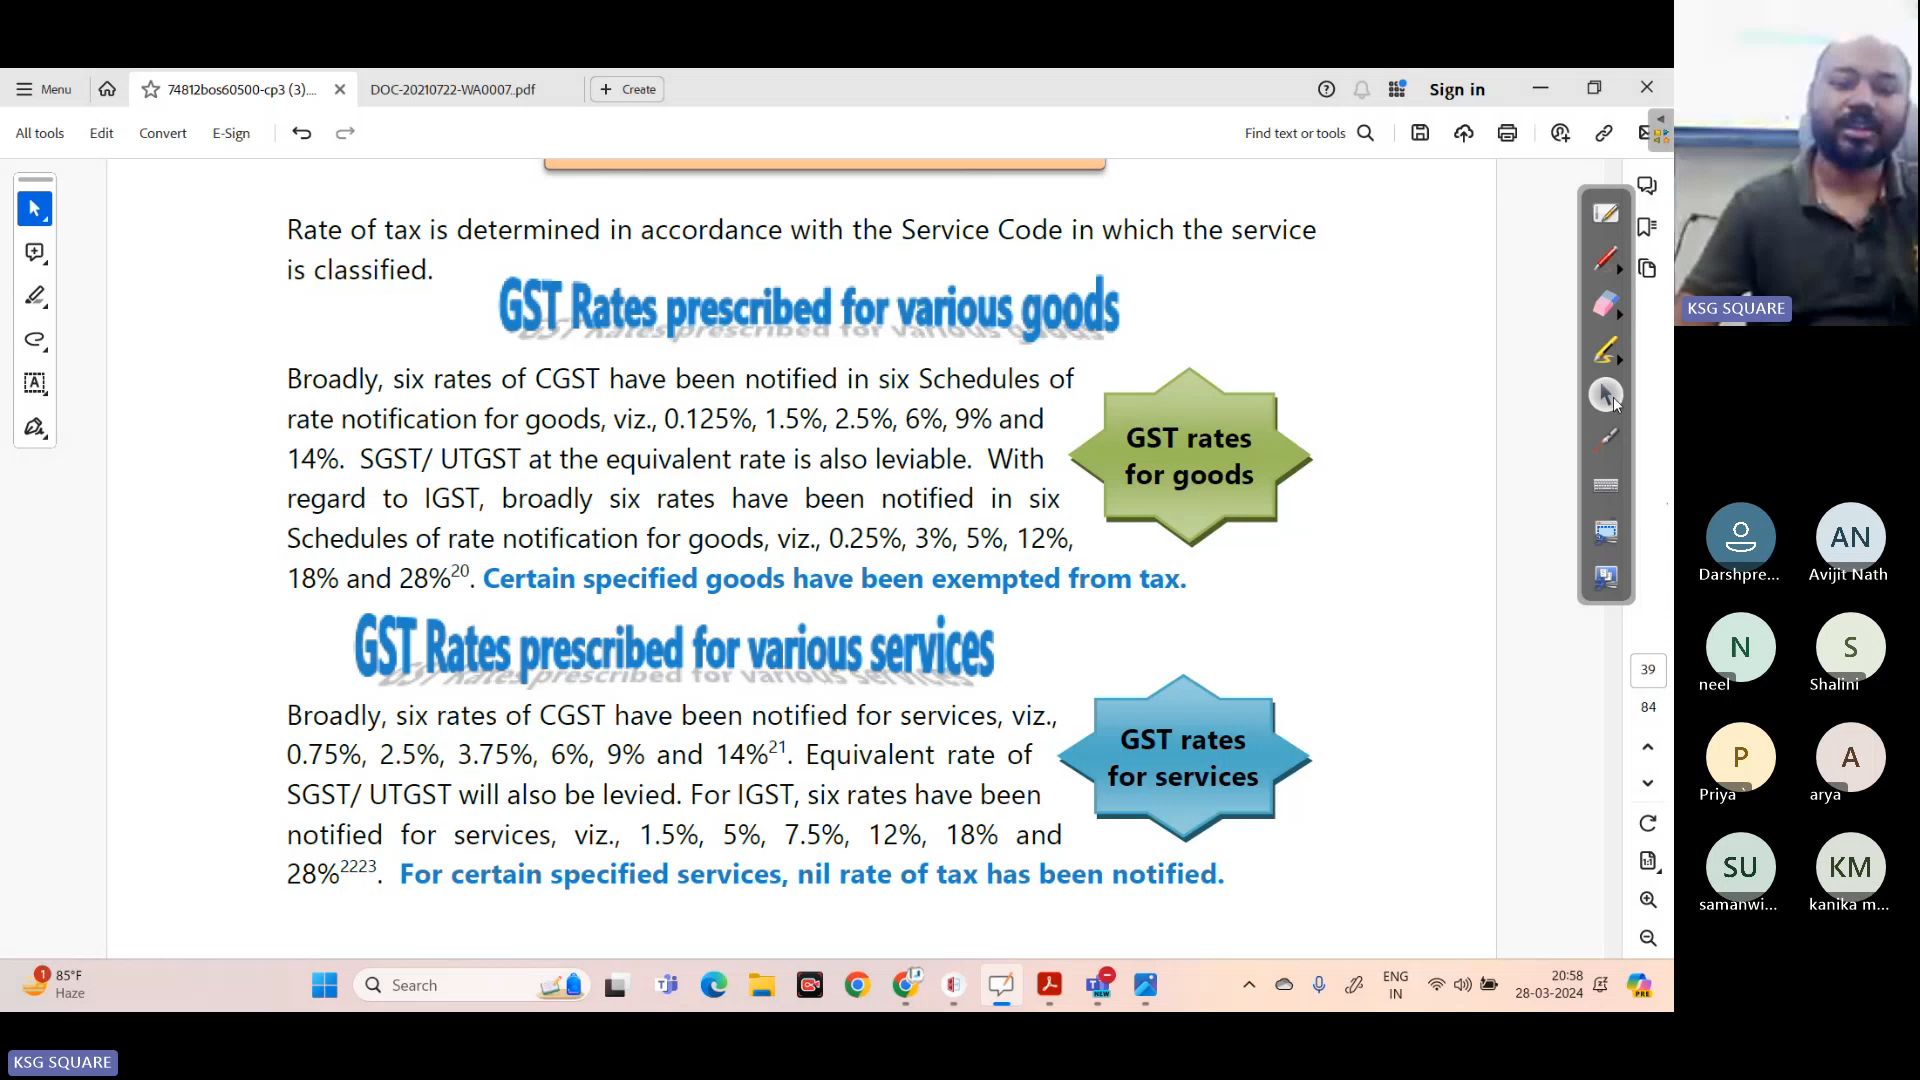 Menu
74812bos60500-cp3 (3)....
DOC-20210722-WA0007.pdf
Create
Sign in
All tools
Edit
Convert
E-Sign
Find text or tools
Rate of tax is determined in accordance with the Service Code in which the service
is classified.
GST Rates prescribed for various goods
Broadly, six rates of CGST have been notified in six Schedules of
rate notification for goods, viz., 0.125%, 1.5%, 2.5%, 6%, 9% and
14%. SGST/ UTGST at the equivalent rate is also leviable. With
regard to IGST, broadly six rates have been notified in six
Schedules of rate notification for goods, viz., 0.25%, 3%, 5%, 12%,
18% and 28%20. Certain specified goods have been exempted from tax.
GST rates
for goods
GST Rates prescribed for various services
Broadly, six rates of CGST have been notified for services, viz.,
0.75%, 2.5%, 3.75%, 6%, 9% and 14%21. Equivalent rate of
SGST/ UTGST will also be levied. For IGST, six rates have been
notified for services, viz., 1.5%, 5%, 7.5%, 12%, 18% and
28%2223. For certain specified services, nil rate of tax has been notified.
GST rates
for services
39
84
KSG SQUARE
Darshpre...
AN
Avijit Nath
N
neel
S
Shalini
P
Priya `
A
arya
SU
samanwi...
KM
kanika m...
1
85°F
Haze
Search
ENG
IN
20:58
28-03-2024
KSG SQUARE